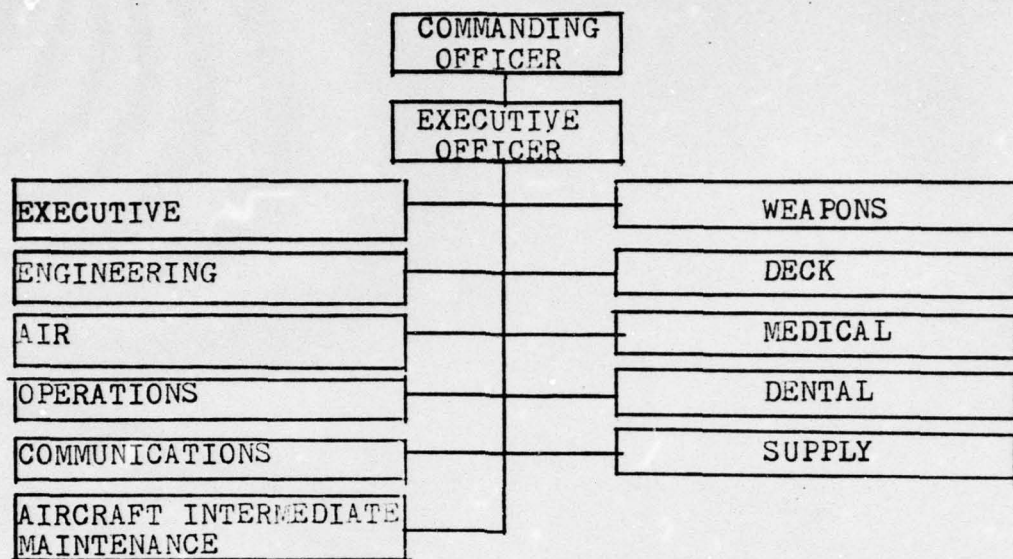 COMMANDING
OFFICER
EXECUTIVE
OFFICER
EXECUTIVE
WEAPONS
ENGINEERING
DECK
AIR
MEDICAL
OPERATIONS
DENTAL
COMMUNICATIONS
SUPPLY
AIRCRAFT INTERMEDIATE
MAINTENANCE